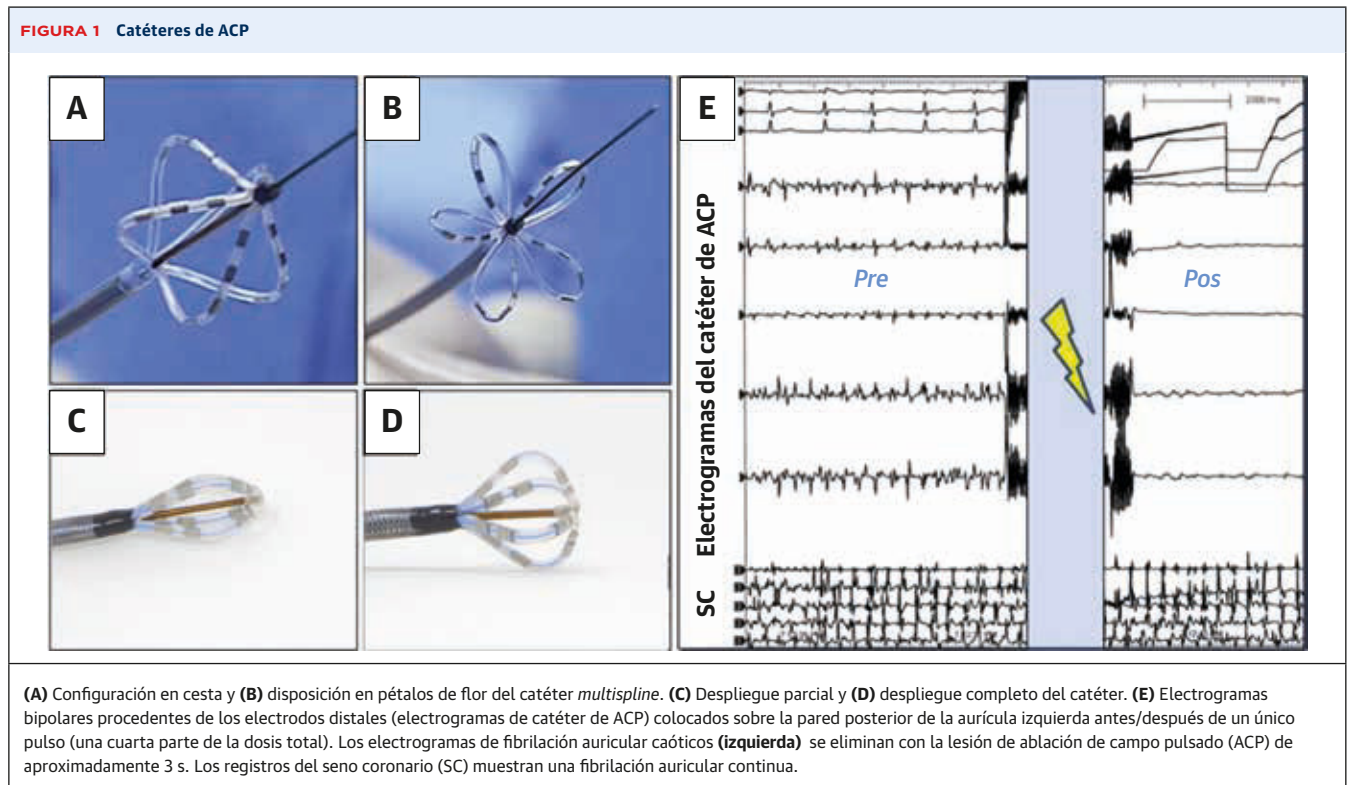 FIGURA 1 Catéteres de ACP
A
B
C
D
E
Electrogramas del catéter de ACP
SC
Pre
Pos
(A) Configuración en cesta y (B) disposición en pétalos de flor del catéter multispline. (C) Despliegue parcial y (D) despliegue completo del catéter. (E) Electrogramas
bipolares procedentes de los electrodos distales (electrogramas de catéter de ACP) colocados sobre la pared posterior de la aurícula izquierda antes/después de un único
pulso (una cuarta parte de la dosis total). Los electrogramas de fibrilación auricular caóticos (izquierda) se eliminan con la lesión de ablación de campo pulsado (ACP) de
aproximadamente 3 s. Los registros del seno coronario (SC) muestran una fibrilación auricular continua.